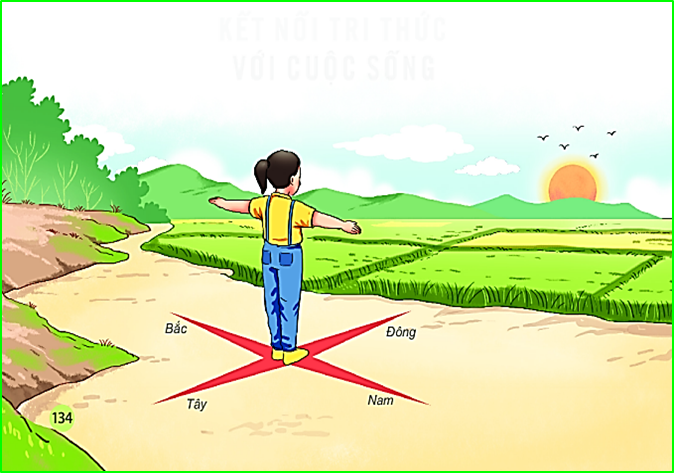 KẾT NỐI TRI THỨC
VỚI CUỘC SỐNG
Bắc
Đông
Tây
Nam
134